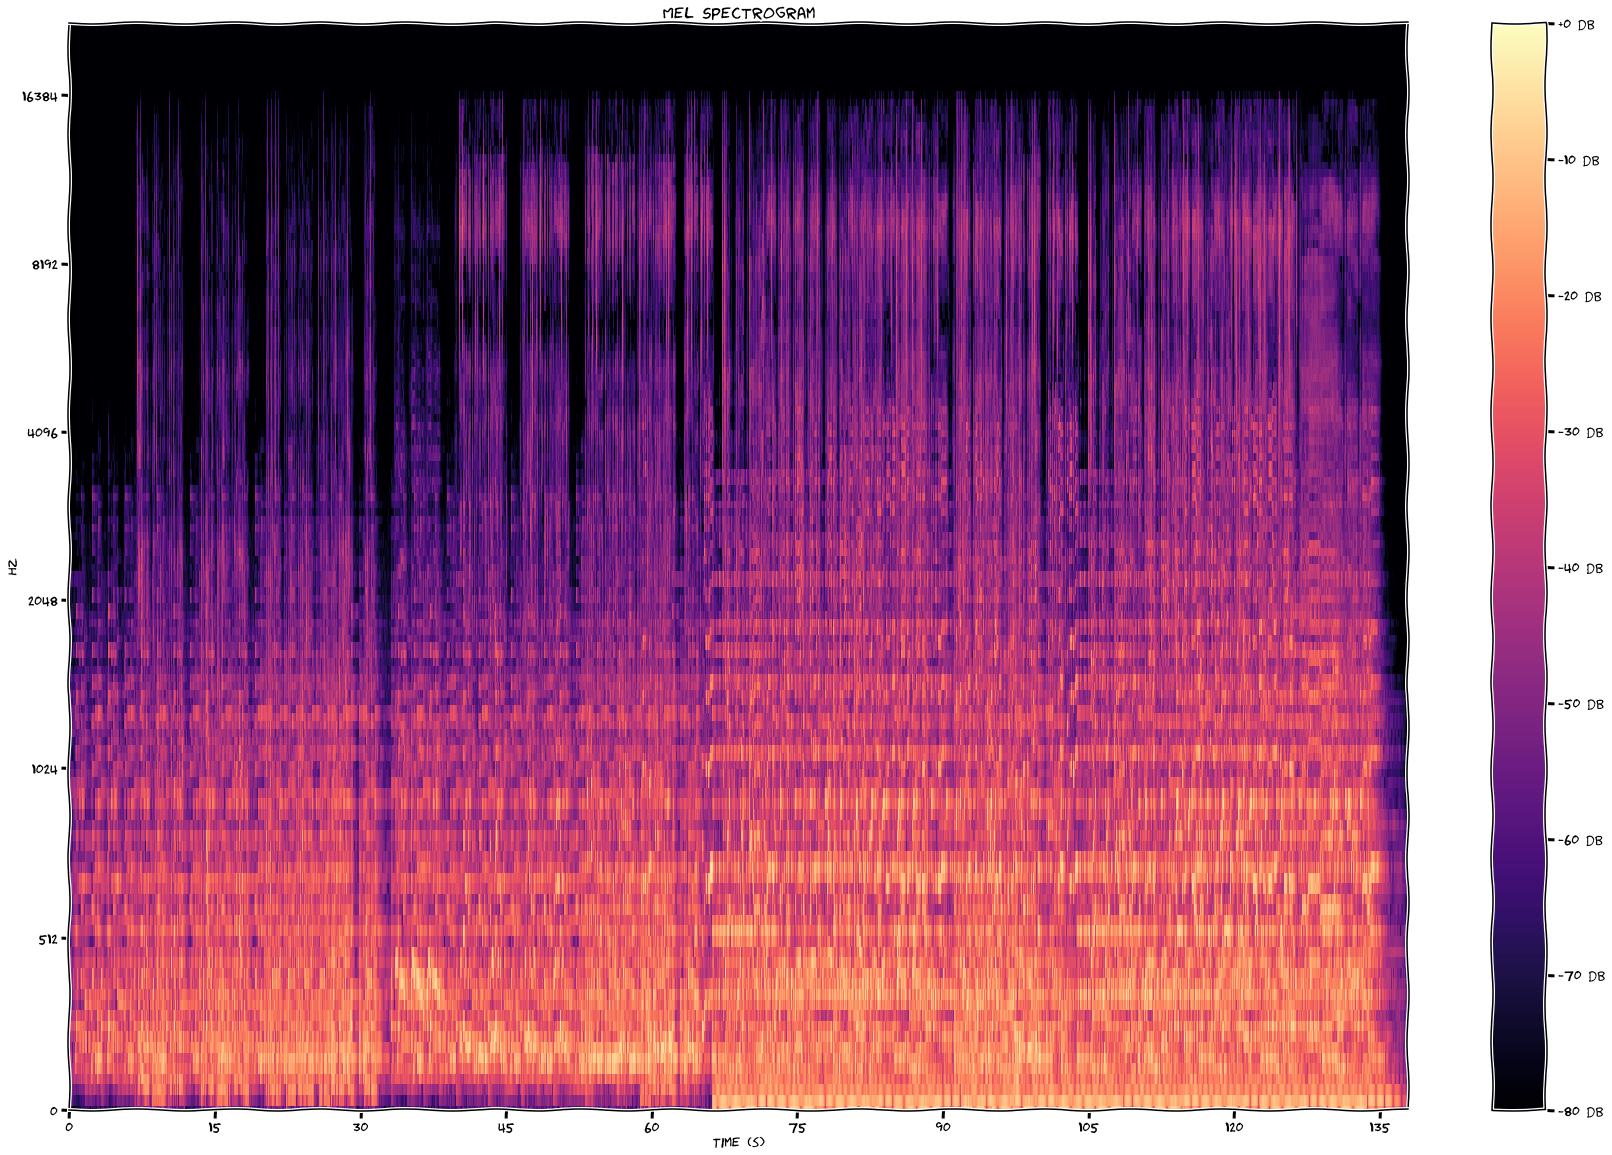 MEL SPECTROGRAM
+0 DB
16384
-10 DB
8192
-20 DB
4096
-30 DB
HZ
-40 DB
2048
-50 DB
1024
-60 DB
512
-70 DB
0
-80 DB
0 15 30 45 60 75 90 105 120 135
TIME (S)